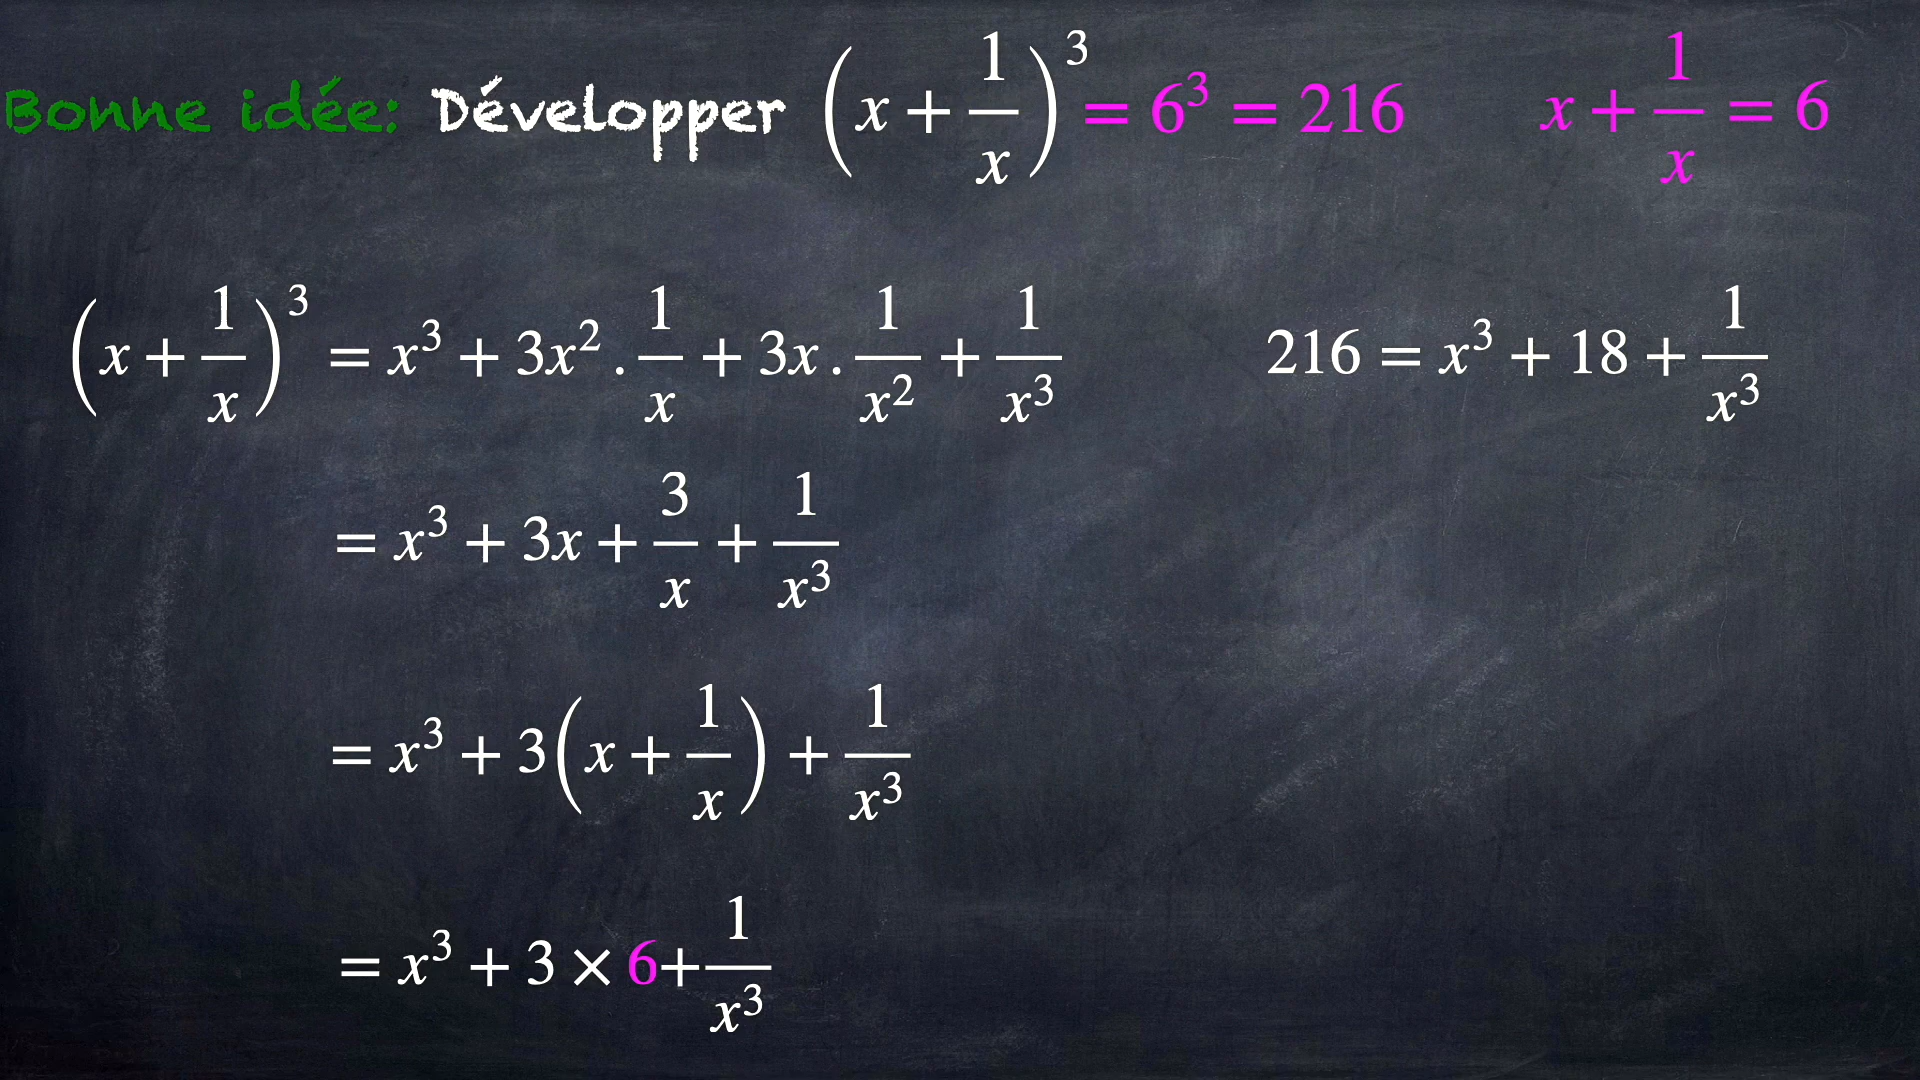 Bonne idée: Développer (x + 1/x)³ = 6³ = 216    x + 1/x = 6
(x + 1/x)³ = x³ + 3x² . 1/x + 3x . 1/x² + 1/x³    216 = x³ + 18 + 1/x³
= x³ + 3x + 3/x + 1/x³
= x³ + 3(x + 1/x) + 1/x³
= x³ + 3 × 6 + 1/x³